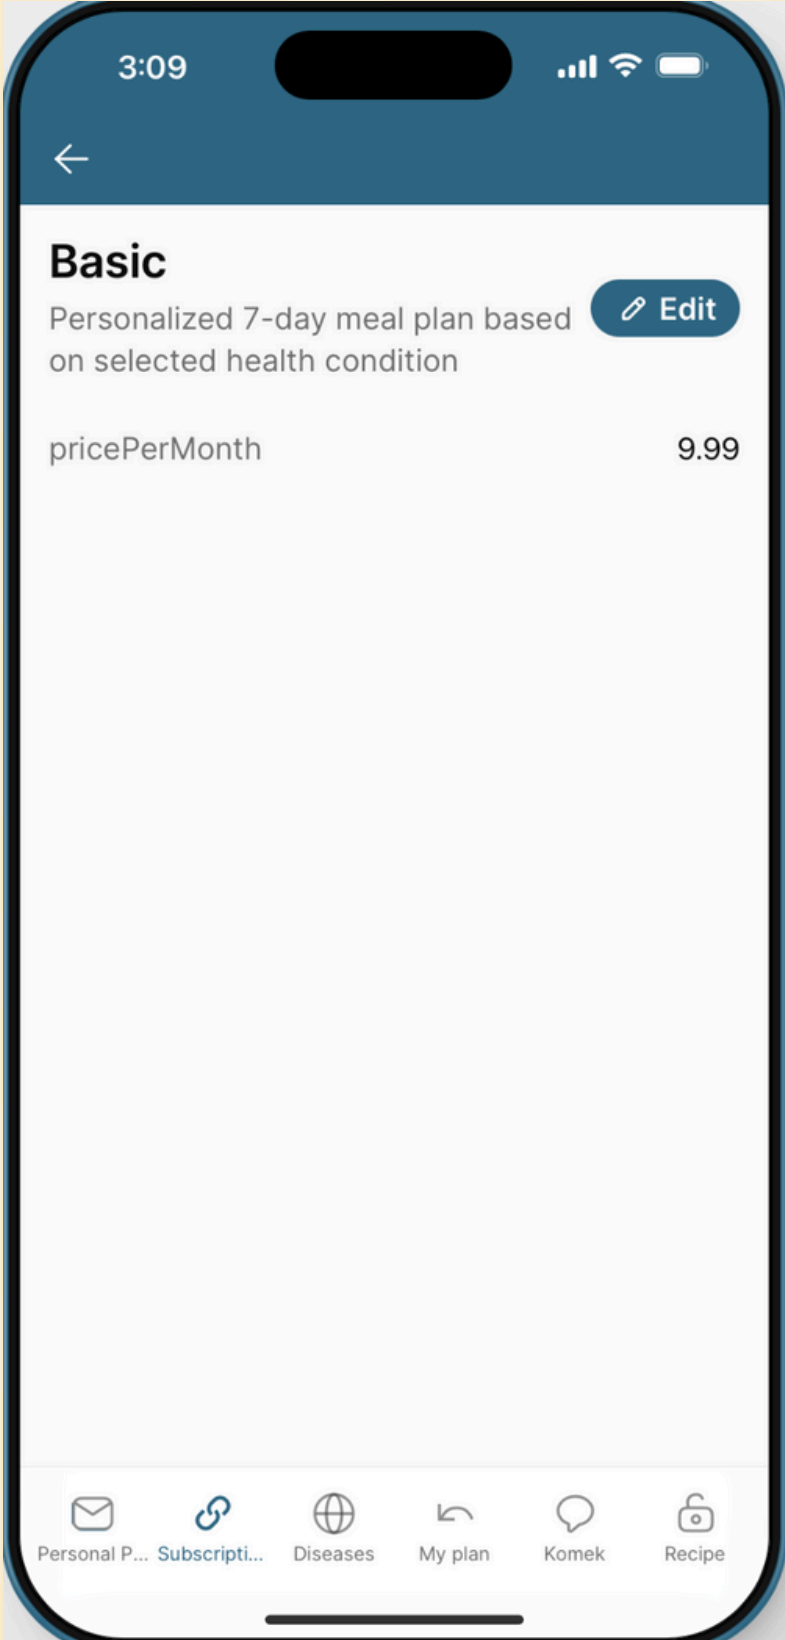 3:09
Basic
Personalized 7-day meal plan based
on selected health condition
Edit
pricePerMonth 9.99
Personal P... Subscripti... Diseases My plan Komek Recipe